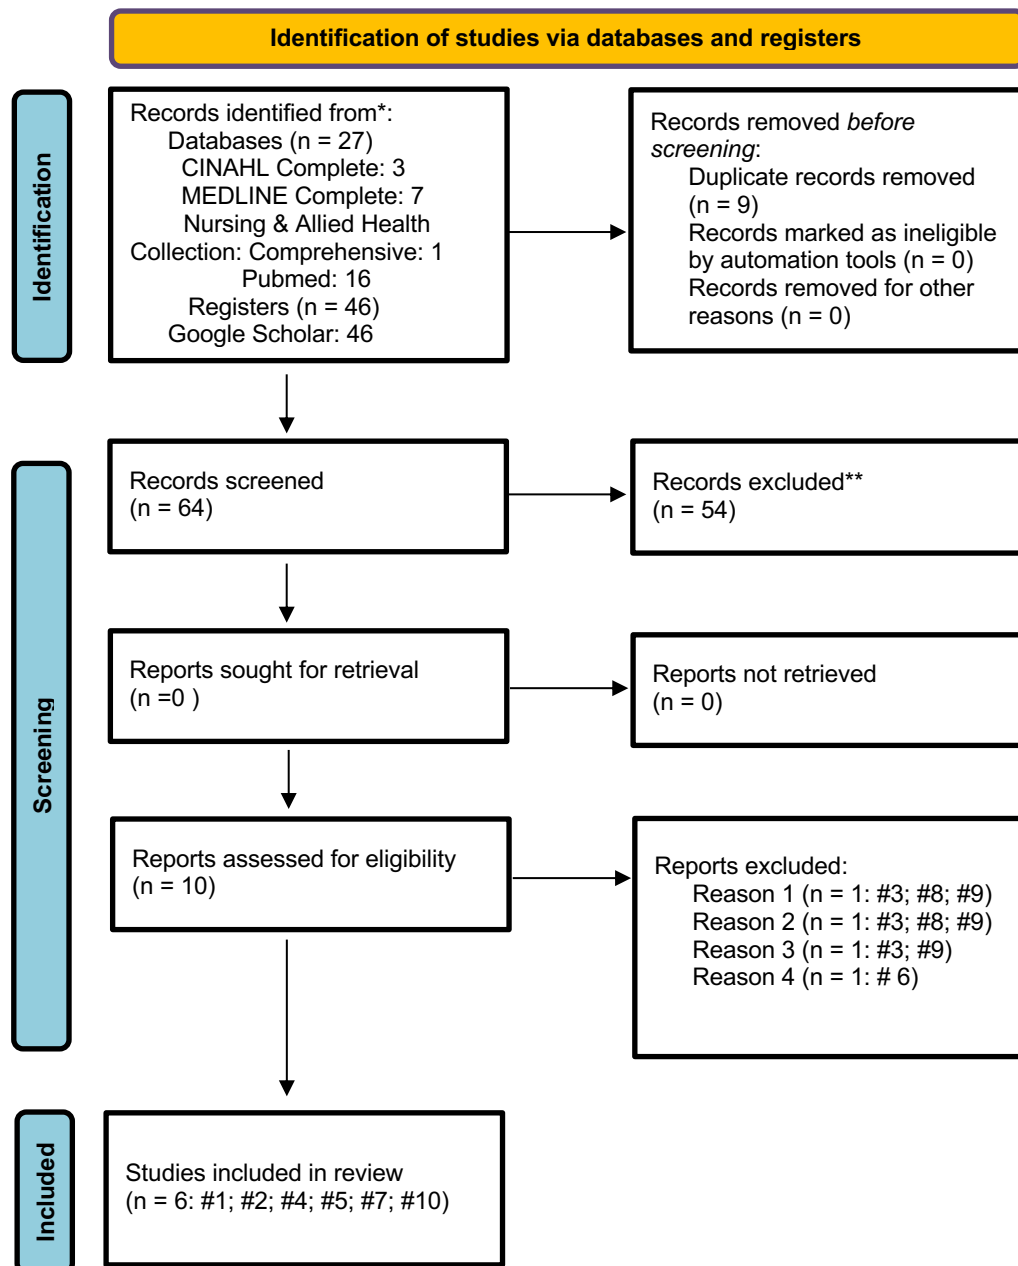 Identification of studies via databases and registers
Identification
Records identified from*:
Databases (n = 27)
CINAHL Complete: 3
MEDLINE Complete: 7
Nursing & Allied Health
Collection: Comprehensive: 1
Pubmed: 16
Registers (n = 46)
Google Scholar: 46
Records removed before
screening:
Duplicate records removed
(n = 9)
Records marked as ineligible
by automation tools (n = 0)
Records removed for other
reasons (n = 0)
Screening
Records screened
(n = 64)
Records excluded**
(n = 54)
Reports sought for retrieval
(n =0 )
Reports not retrieved
(n = 0)
Reports assessed for eligibility
(n = 10)
Reports excluded:
Reason 1 (n = 1: #3; #8; #9)
Reason 2 (n = 1: #3; #8; #9)
Reason 3 (n = 1: #3; #9)
Reason 4 (n = 1: # 6)
Included
Studies included in review
(n = 6: #1; #2; #4; #5; #7; #10)